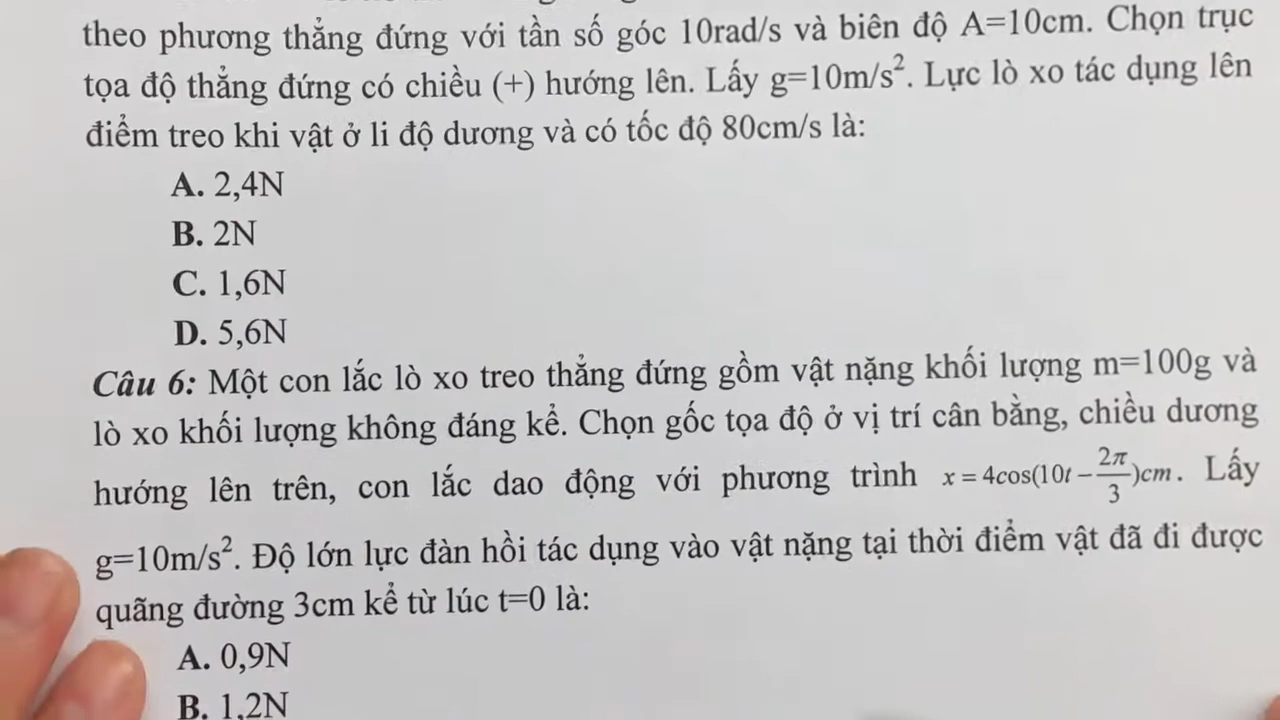 theo phương thẳng đứng với tần số góc 10rad/s và biên độ A=10cm. Chọn trục
tọa độ thẳng đứng có chiều (+) hướng lên. Lấy g=10m/s². Lực lò xo tác dụng lên
điểm treo khi vật ở li độ dương và có tốc độ 80cm/s là:
A. 2,4N
B. 2N
C. 1,6N
D. 5,6N
Câu 6: Một con lắc lò xo treo thẳng đứng gồm vật nặng khối lượng m=100g và
lò xo khối lượng không đáng kể. Chọn gốc tọa độ ở vị trí cân bằng, chiều dương
hướng lên trên, con lắc dao động với phương trình x = 4cos(10t − 2π/3)cm. Lấy
g=10m/s². Độ lớn lực đàn hồi tác dụng vào vật nặng tại thời điểm vật đã đi được
quãng đường 3cm kể từ lúc t=0 là:
A. 0,9N
B. 1,2N